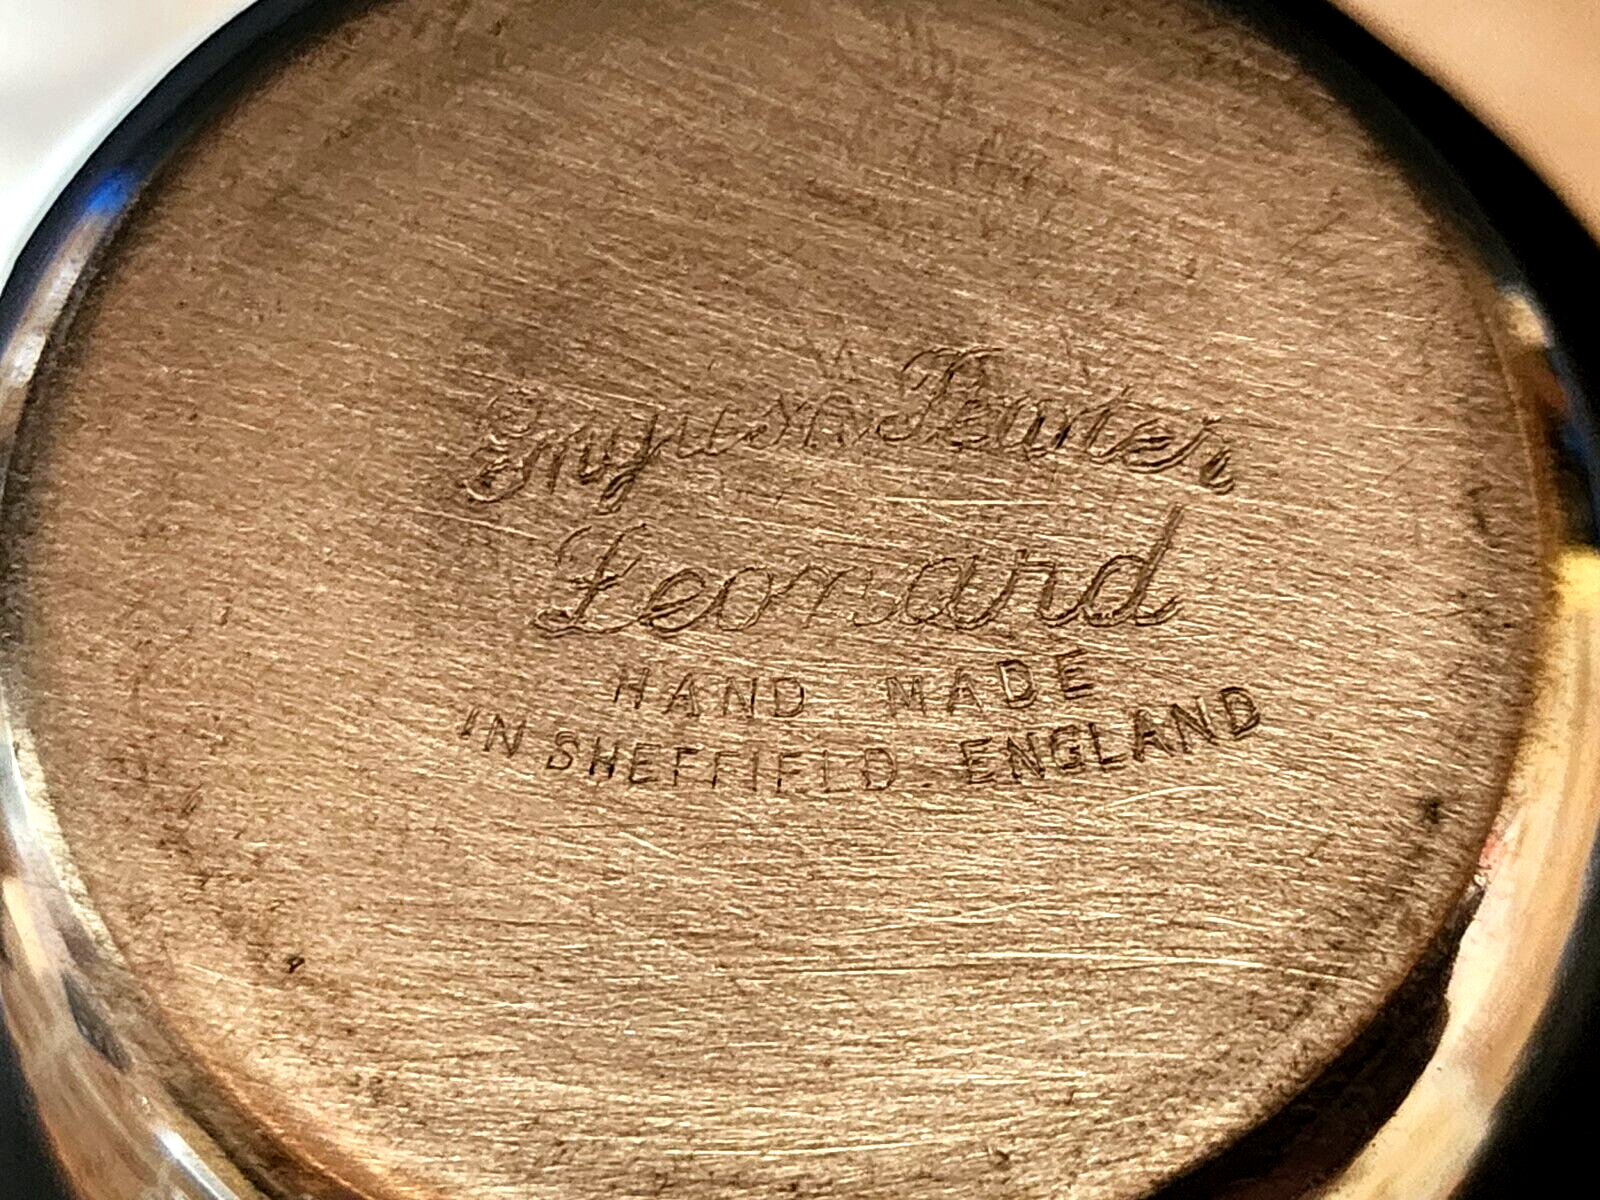 English Pewter
Leonard
HAND MADE
IN SHEFFIELD ENGLAND